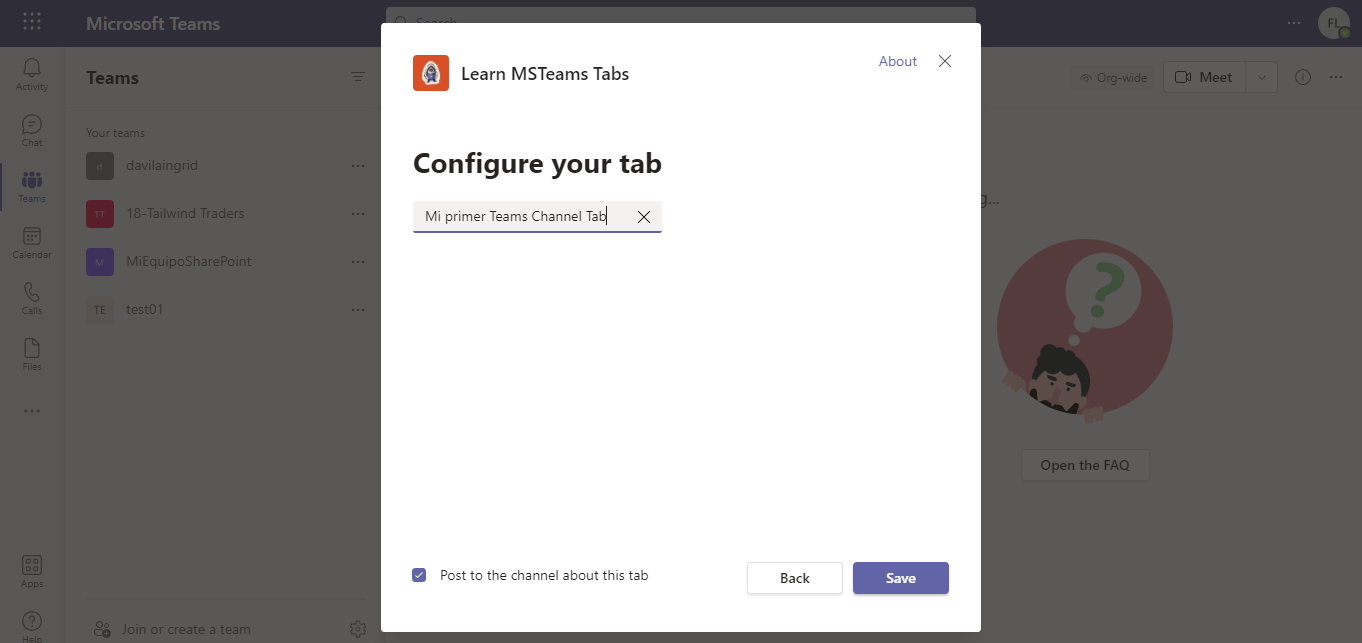 Microsoft Teams
Search
FL
Activity
Chat
Teams
Calendar
Calls
Files
Apps
Help
Teams
Your teams
d davilaingrid
TT 18-Tailwind Traders
M MiEquipoSharePoint
TE test01
Join or create a team
Learn MSTeams Tabs
About
Configure your tab
Mi primer Teams Channel Tab
Post to the channel about this tab
Back
Save
Org-wide
Meet
g...
?
Open the FAQ